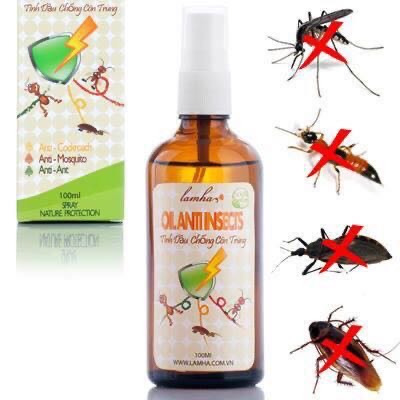 Tinh Dầu Chống Côn Trùng
Anti - Cockroach
Anti - Mosquito
Anti - Ant
100ml
SPRAY
NATURE PROTECTION
lamha
OIL ANTI INSECTS
Tinh Dầu Chống Côn Trùng
100Ml
WWW.LAMHA.COM.VN